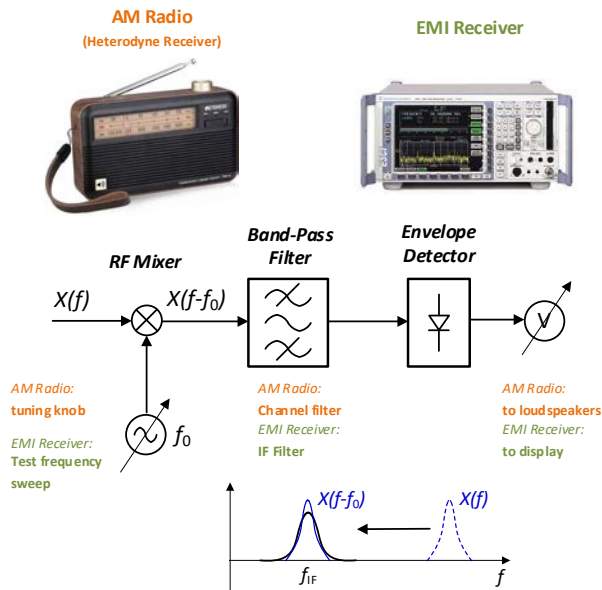 AM Radio
(Heterodyne Receiver)
EMI Receiver
RF Mixer
Band-Pass
Filter
Envelope
Detector
X(f)
X(f-f0)
V
AM Radio:
tuning knob
EMI Receiver:
Test frequency
sweep
f0
AM Radio:
Channel filter
EMI Receiver:
IF Filter
AM Radio:
to loudspeakers
EMI Receiver:
to display
X(f-f0)
X(f)
fIF
f